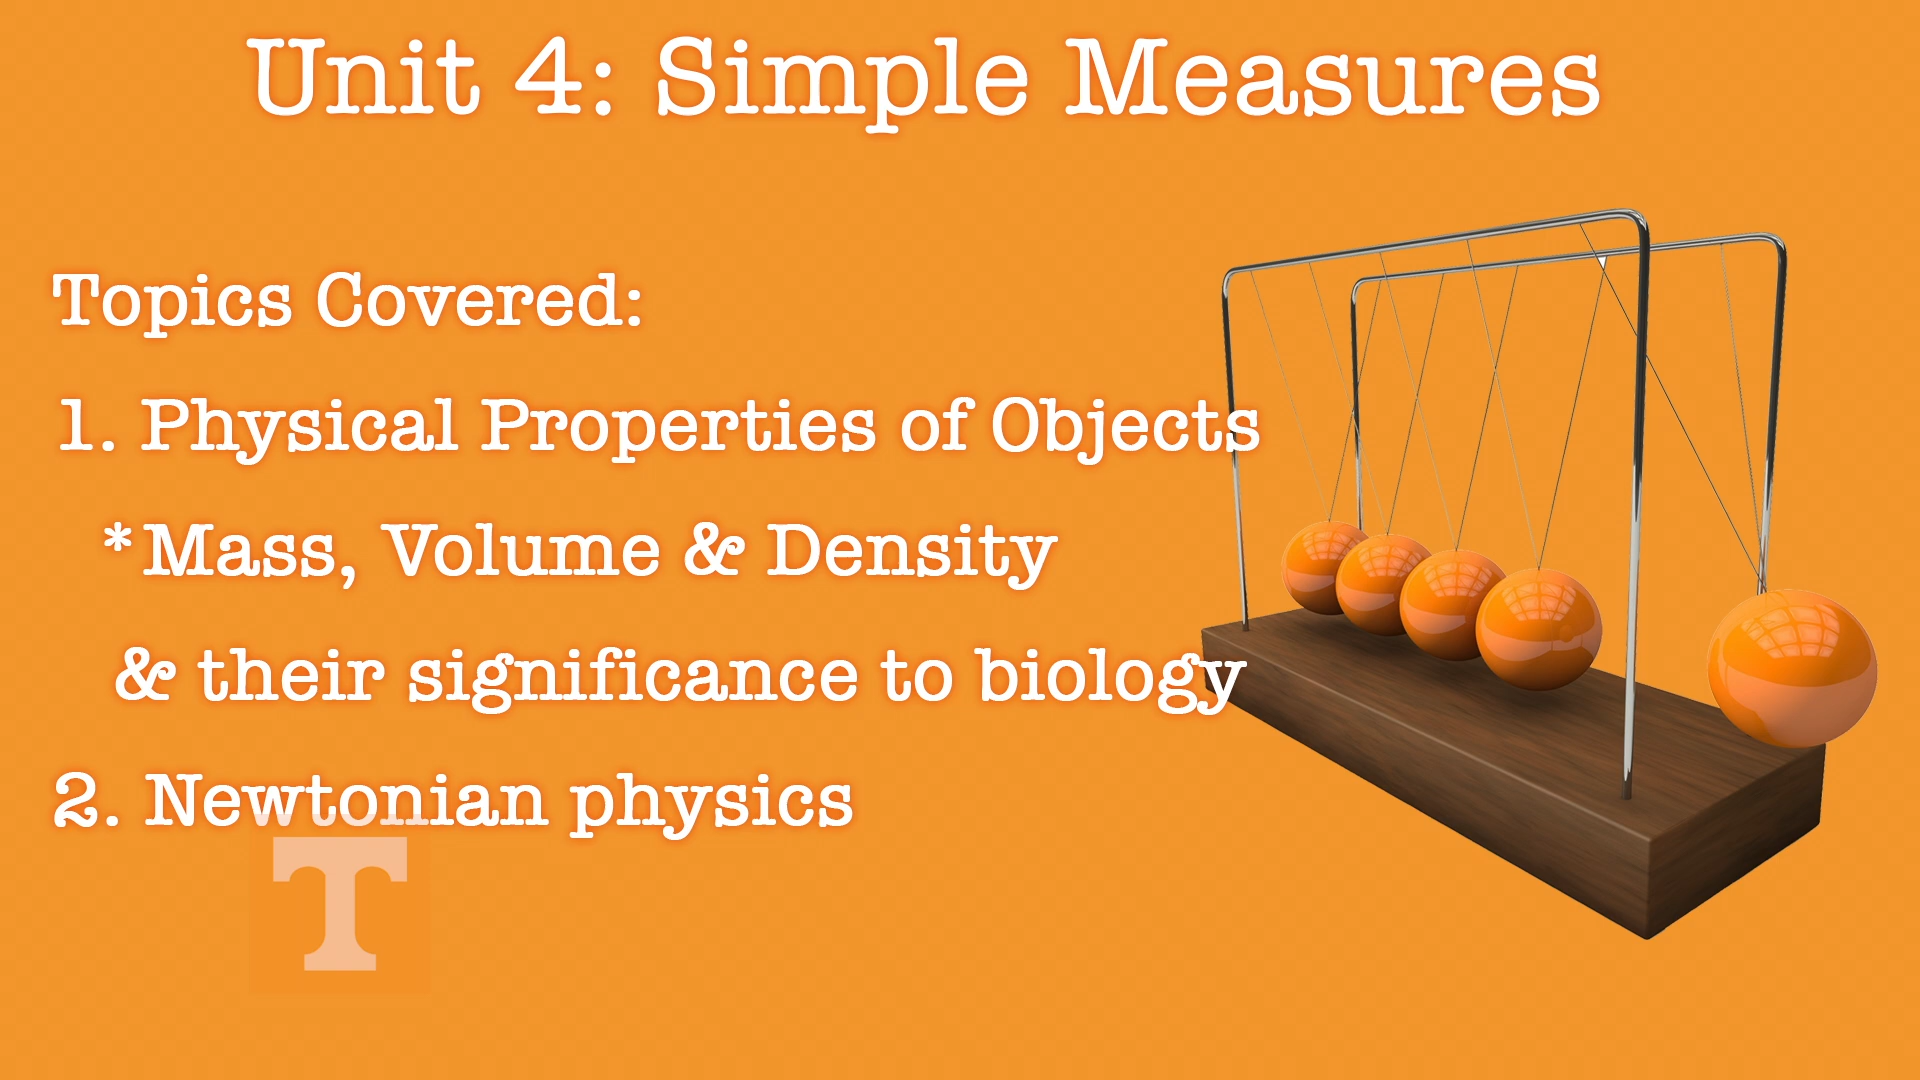 Unit 4: Simple Measures
Topics Covered:
1. Physical Properties of Objects
*Mass, Volume & Density
& their significance to biology
2. Newtonian physics
T